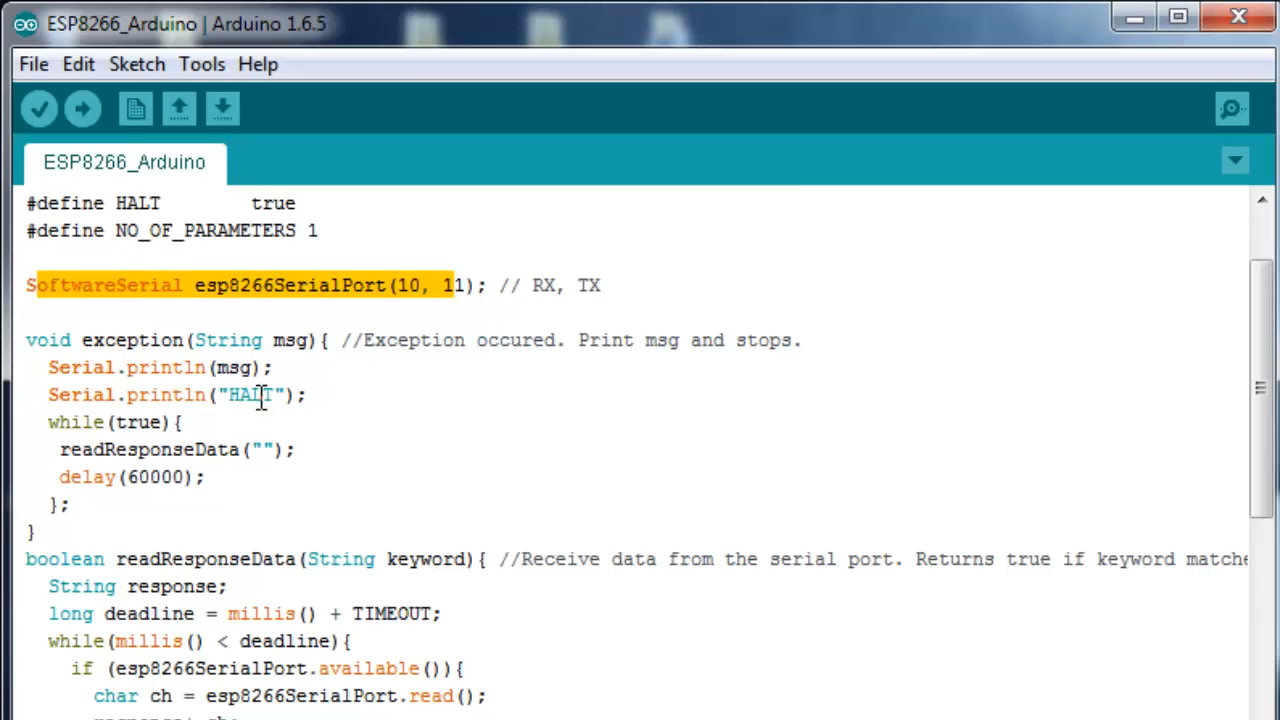 ESP8266_Arduino | Arduino 1.6.5
File Edit Sketch Tools Help
ESP8266_Arduino
#define HALT true
#define NO_OF_PARAMETERS 1
SoftwareSerial esp8266SerialPort(10, 11); // RX, TX
void exception(String msg){ //Exception occured. Print msg and stops.
Serial.println(msg);
Serial.println("HALT");
while(true){
readResponseData("");
delay(60000);
};
}
boolean readResponseData(String keyword){ //Receive data from the serial port. Returns true if keyword matche
String response;
long deadline = millis() + TIMEOUT;
while(millis() < deadline){
if (esp8266SerialPort.available()){
char ch = esp8266SerialPort.read();